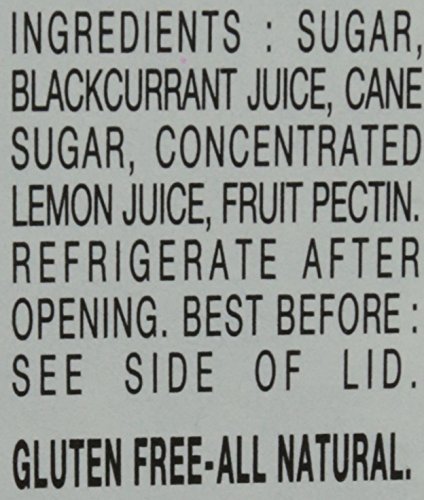 INGREDIENTS : SUGAR,
BLACKCURRANT JUICE, CANE
SUGAR, CONCENTRATED
LEMON JUICE, FRUIT PECTIN.
REFRIGERATE AFTER
OPENING. BEST BEFORE :
SEE SIDE OF LID.
GLUTEN FREE-ALL NATURAL.